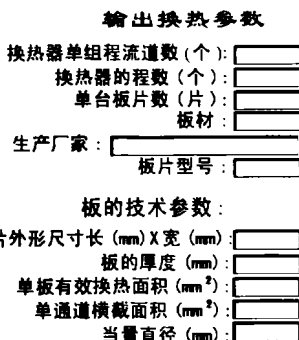 输出换热参数
换热器单组程流道数(个):
换热器的程数(个):
单台板片数(片):
板材:
生产厂家:
板片型号:
板的技术参数:
片外形尺寸长(mm)X宽(mm):
板的厚度(mm):
单板有效换热面积(mm²):
单通道横截面积(mm²):
当量直径(mm):